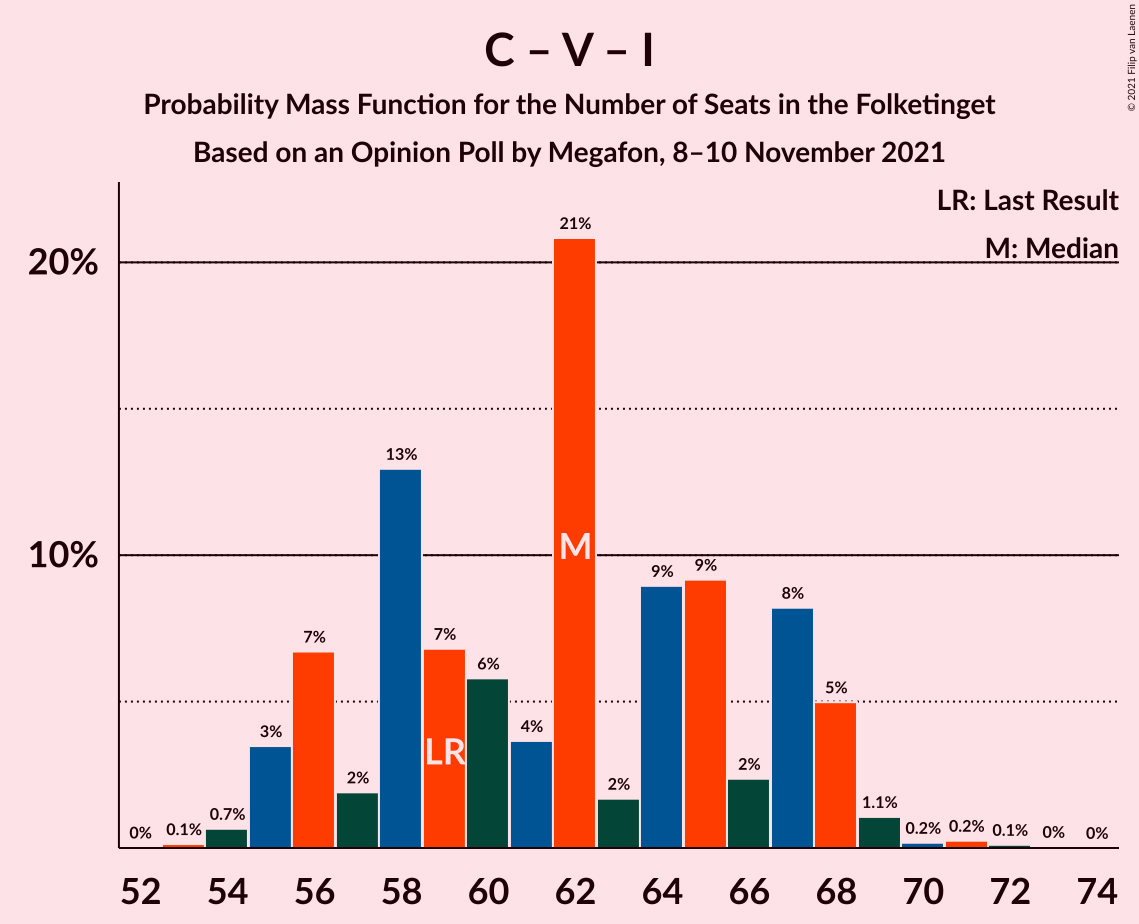 C – V – I
Probability Mass Function for the Number of Seats in the Folketinget
Based on an Opinion Poll by Megafon, 8–10 November 2021
© 2021 Filip van Laenen
LR: Last Result
M: Median
20%
10%
0%
0.1%
0.7%
3%
7%
2%
13%
7%
6%
4%
21%
2%
9%
9%
2%
8%
5%
1.1%
0.2%
0.2%
0.1%
0%
0%
LR
M
52 54 56 58 60 62 64 66 68 70 72 74